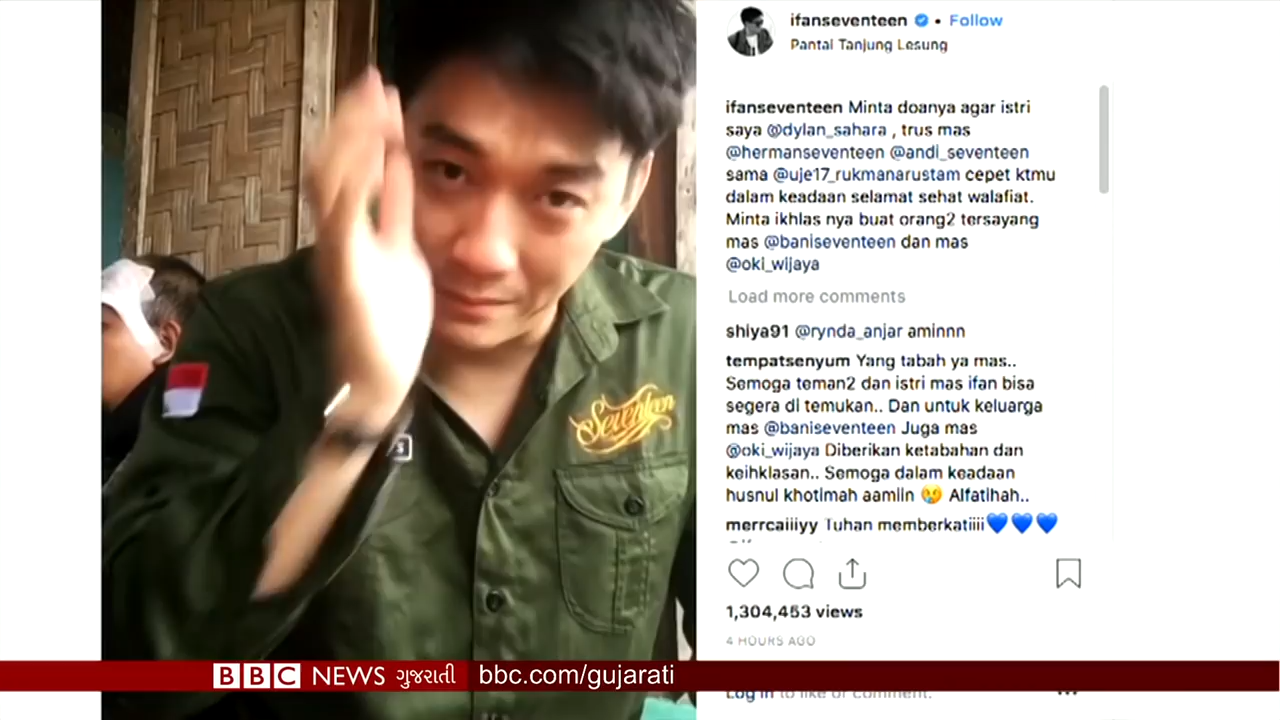 ifanseventeen • Follow
Pantai Tanjung Lesung
ifanseventeen Minta doanya agar istri
saya @dylan_sahara , trus mas
@hermanseventeen @andi_seventeen
sama @uje17_rukmanarustam cepet ktmu
dalam keadaan selamat sehat walafiat.
Minta ikhlas nya buat orang2 tersayang
mas @baniseventeen dan mas
@oki_wijaya
Load more comments
shiya91 @rynda_anjar aminnn
tempatsenyum Yang tabah ya mas..
Semoga teman2 dan istri mas ifan bisa
segera di temukan.. Dan untuk keluarga
mas @baniseventeen Juga mas
@oki_wijaya Diberikan ketabahan dan
keihklasan.. Semoga dalam keadaan
husnul khotimah aamiin 😢 Alfatihah..
merrcaiiiyy Tuhan memberkatiiii💙💙💙
1,304,453 views
4 HOURS AGO
Log in to like or comment.
Seventeen
BBC NEWS ગુજરાતી bbc.com/gujarati